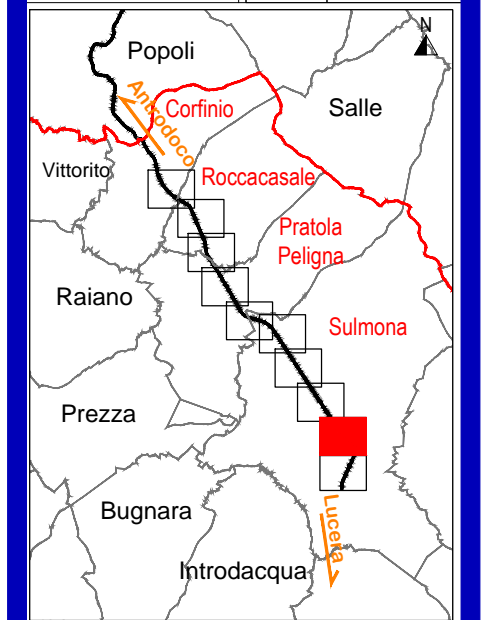 N
Popoli
Antrodoco
Corfinio
Salle
Vittorito
Roccacasale
Pratola
Peligna
Raiano
Sulmona
Prezza
Bugnara
Lucera
Introdacqua